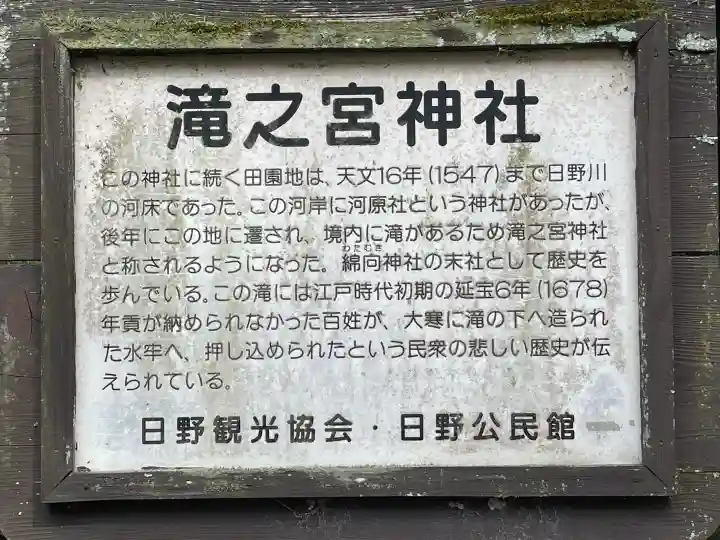 滝之宮神社
この神社に続く田園地は、天文16年(1547)まで日野川
の河床であった。この河岸に河原社という神社があったが、
後年にこの地に遷され、境内に滝があるため滝之宮神社
わたむき
と称されるようになった。綿向神社の末社として歴史を
歩んでいる。この滝には江戸時代初期の延宝6年(1678)
年貢が納められなかった百姓が、大寒に滝の下へ造られ
た水牢へ、押し込められたという民衆の悲しい歴史が伝
えられている。
日野観光協会・日野公民館